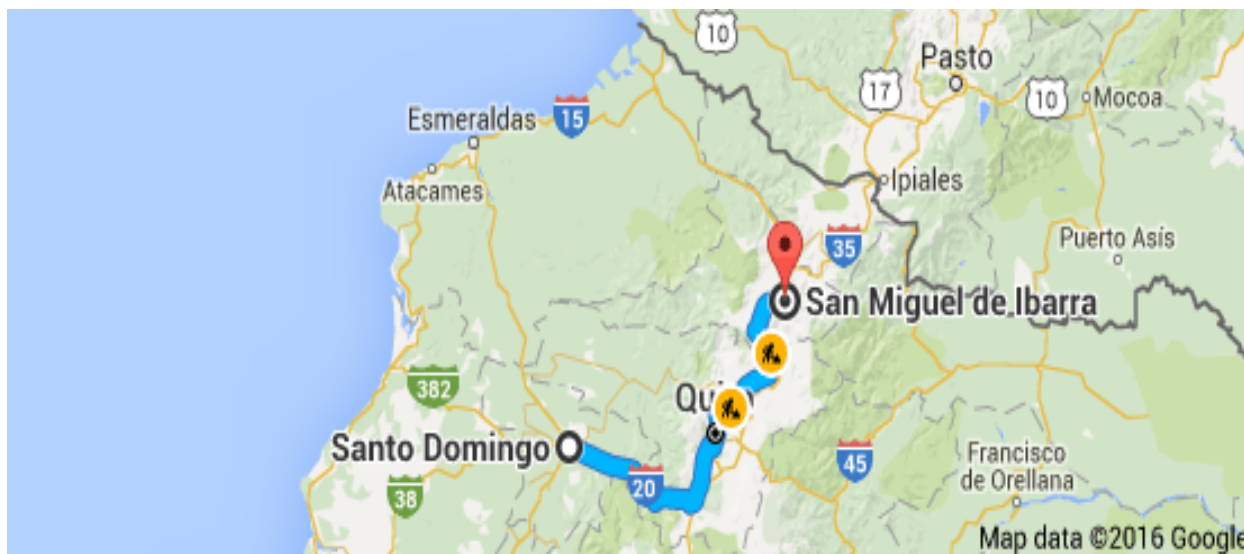 10
Pasto
17
10
Mocoa
Esmeraldas
15
Atacames
Ipiales
35
Puerto Asís
San Miguel de Ibarra
382
Santo Domingo
20
45
38
Francisco
de Orellana
Map data ©2016 Google